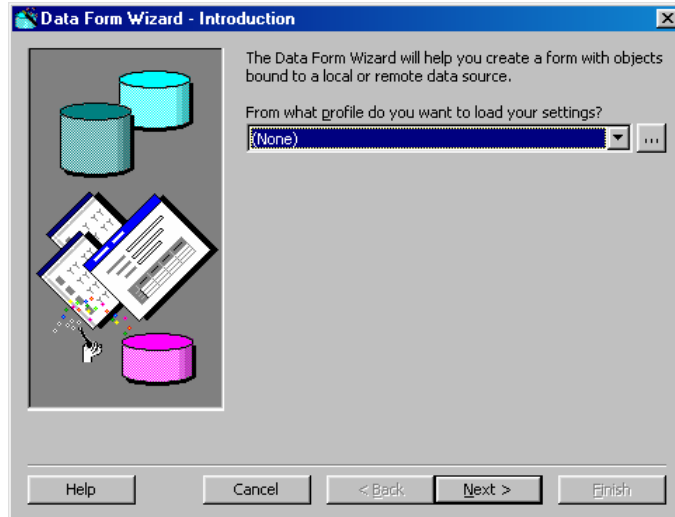 Data Form Wizard - Introduction
The Data Form Wizard will help you create a form with objects
bound to a local or remote data source.
From what profile do you want to load your settings?
(None)
...
Help
Cancel
< Back
Next >
Finish